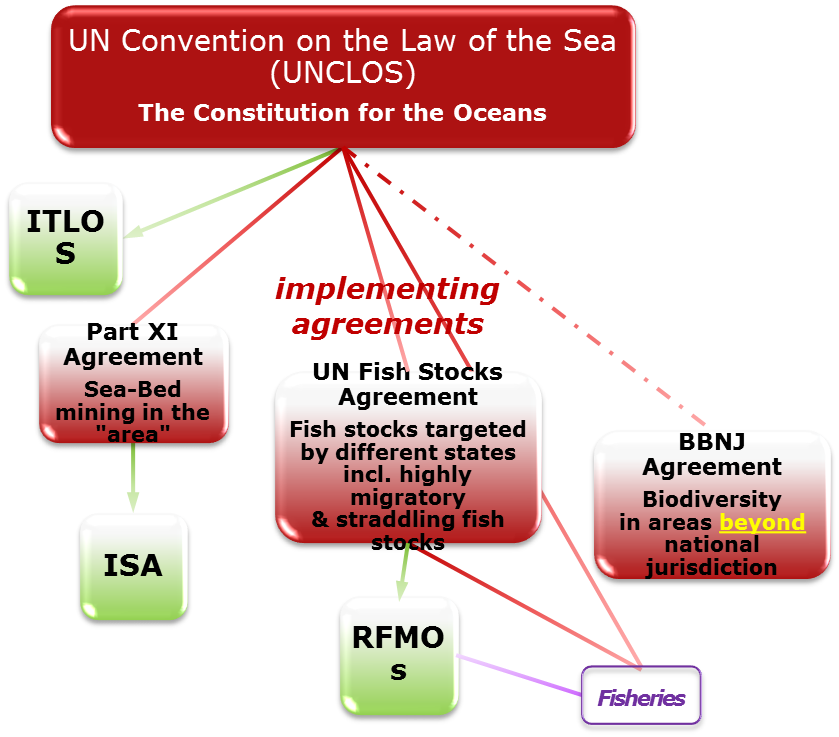 UN Convention on the Law of the Sea
(UNCLOS)
The Constitution for the Oceans
ITLO
S
implementing
agreements
Part XI
Agreement
Sea-Bed
mining in the
"area"
UN Fish Stocks
Agreement
Fish stocks targeted
by different states
incl. highly
migratory
& straddling fish
stocks
BBNJ
Agreement
Biodiversity
in areas beyond
national
jurisdiction
ISA
RFMO
s
Fisheries